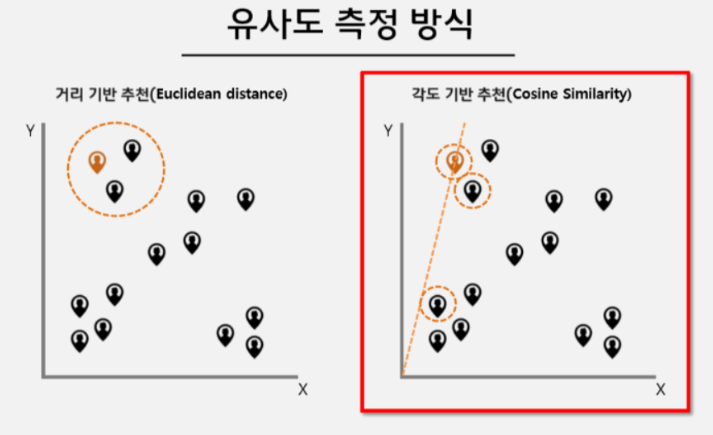 유사도 측정 방식
거리 기반 추천(Euclidean distance)
각도 기반 추천(Cosine Similarity)
Y
Y
X
X